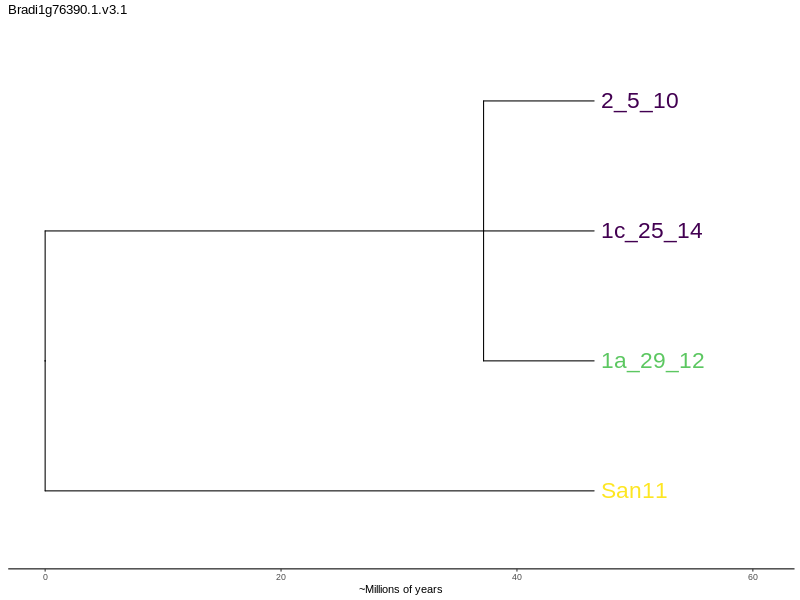 Bradi1g76390.1.v3.1
2_5_10
1c_25_14
1a_29_12
San11
0 20 40 60
~Millions of years